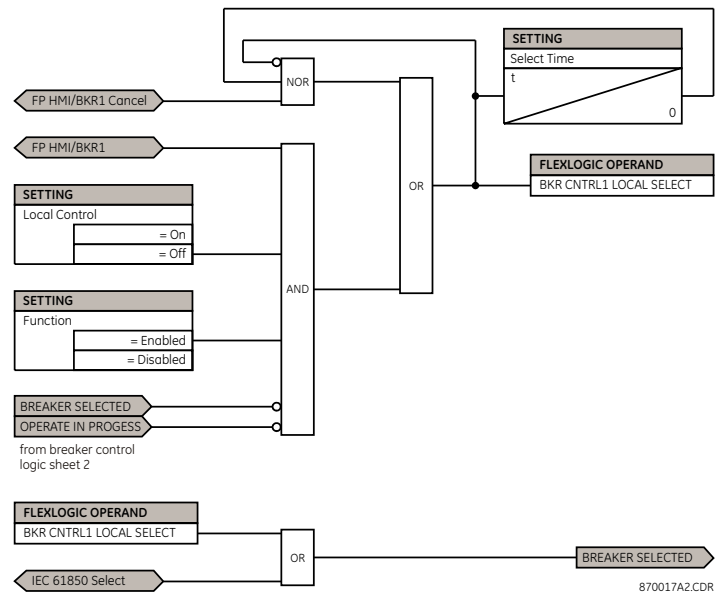 SETTING
Select Time
t
0
NOR
FP HMI/BKR1 Cancel
FP HMI/BKR1
FLEXLOGIC OPERAND
BKR CNTRL1 LOCAL SELECT
OR
SETTING
Local Control
= On
= Off
AND
SETTING
Function
= Enabled
= Disabled
BREAKER SELECTED
OPERATE IN PROGESS
from breaker control
logic sheet 2
FLEXLOGIC OPERAND
BKR CNTRL1 LOCAL SELECT
OR
BREAKER SELECTED
IEC 61850 Select
870017A2.CDR